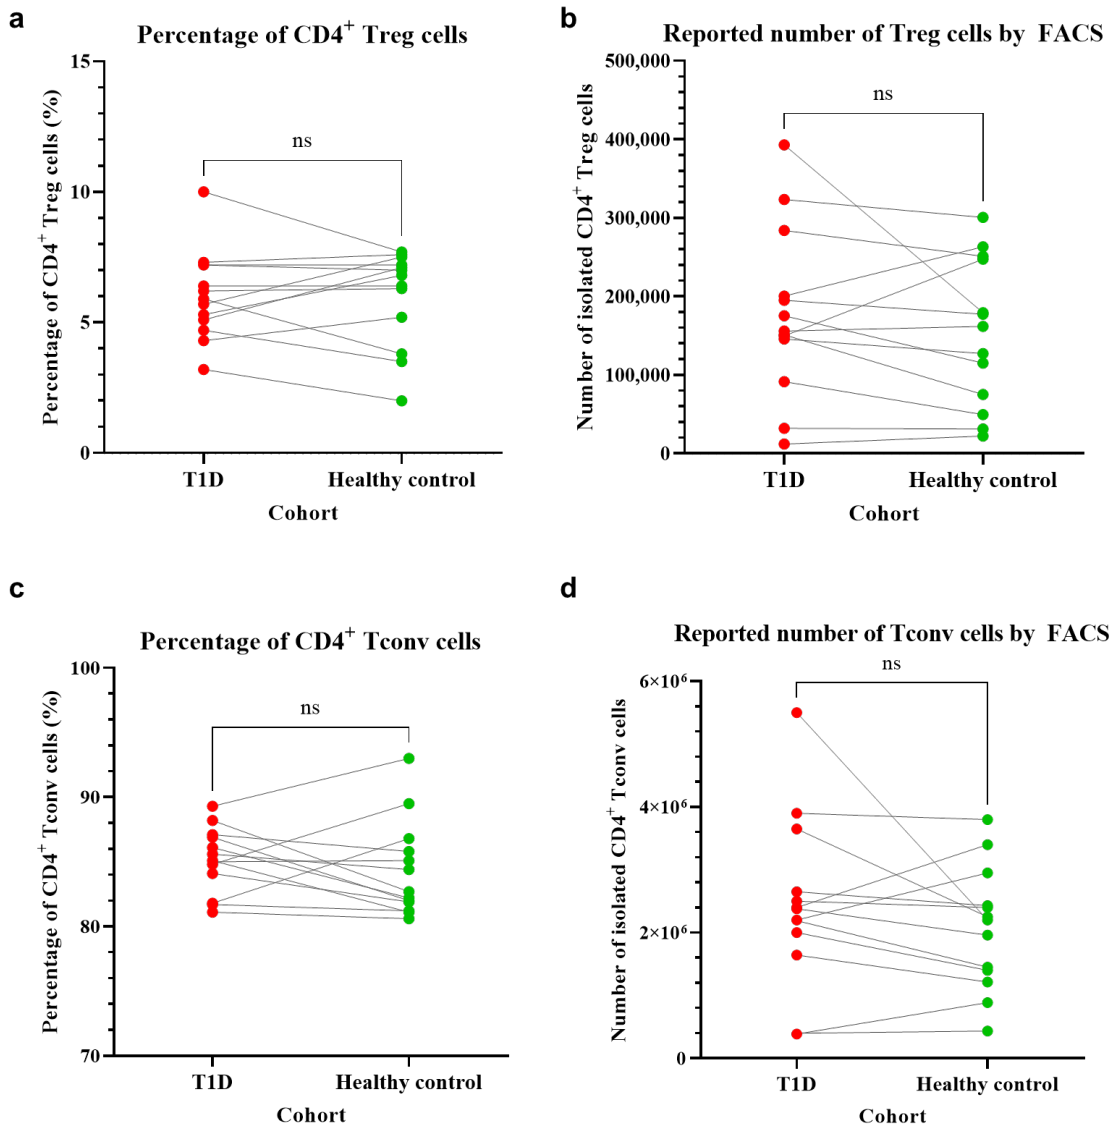 a
Percentage of CD4⁺ Treg cells
Percentage of CD4⁺ Treg cells (%)
15
10
5
0
ns
T1D
Healthy control
Cohort
b
Reported number of Treg cells by FACS
Number of isolated CD4⁺ Treg cells
500,000
400,000
300,000
200,000
100,000
0
ns
T1D
Healthy control
Cohort
c
Percentage of CD4⁺ Tconv cells
Percentage of CD4⁺ Tconv cells (%)
100
90
80
70
ns
T1D
Healthy control
Cohort
d
Reported number of Tconv cells by FACS
Number of isolated CD4⁺ Tconv cells
6×10⁶
4×10⁶
2×10⁶
0
ns
T1D
Healthy control
Cohort